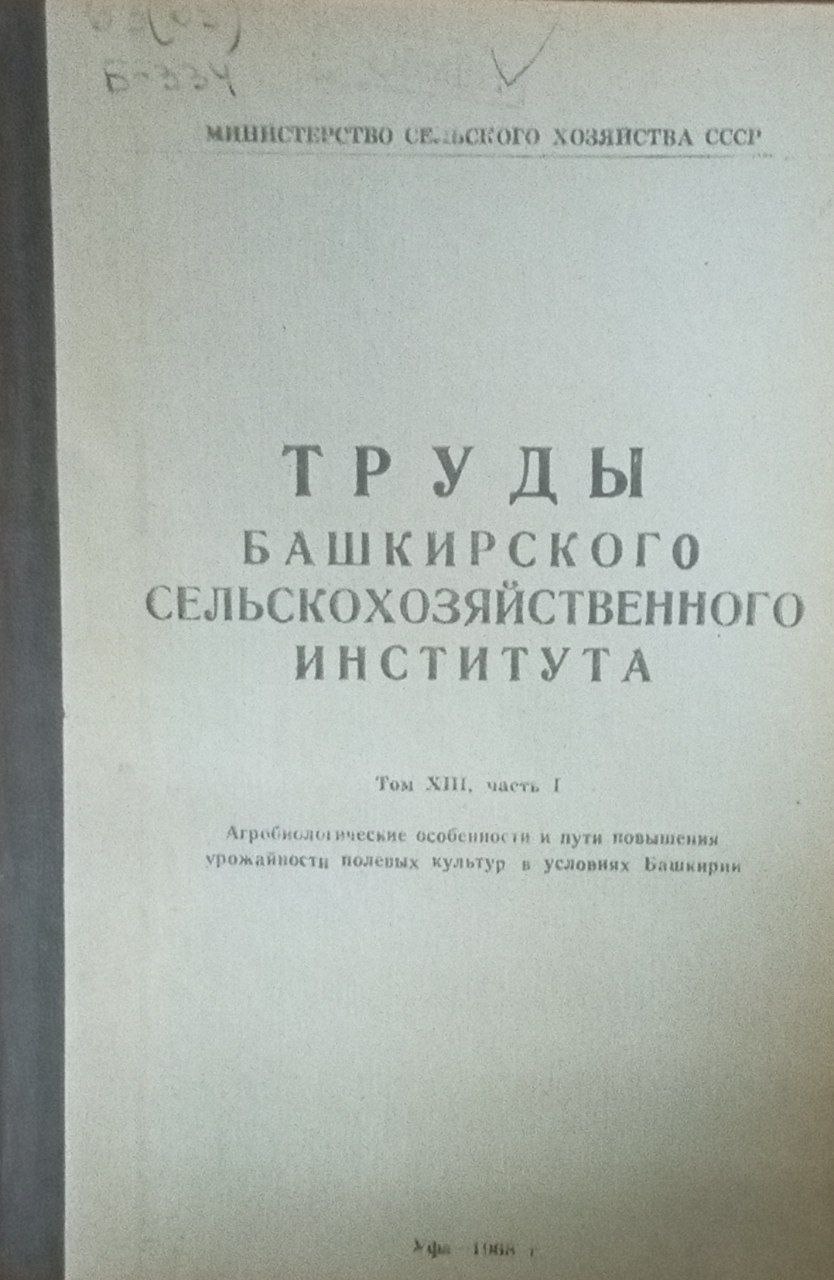 Б-334
МИНИСТЕРСТВО СЕЛЬСКОГО ХОЗЯЙСТВА СССР
ТРУДЫ
БАШКИРСКОГО
СЕЛЬСКОХОЗЯЙСТВЕННОГО
ИНСТИТУТА
Том XIII, часть I
Агробиологические особенности и пути повышения
урожайности полевых культур в условиях Башкирии
Уфа 1968 г